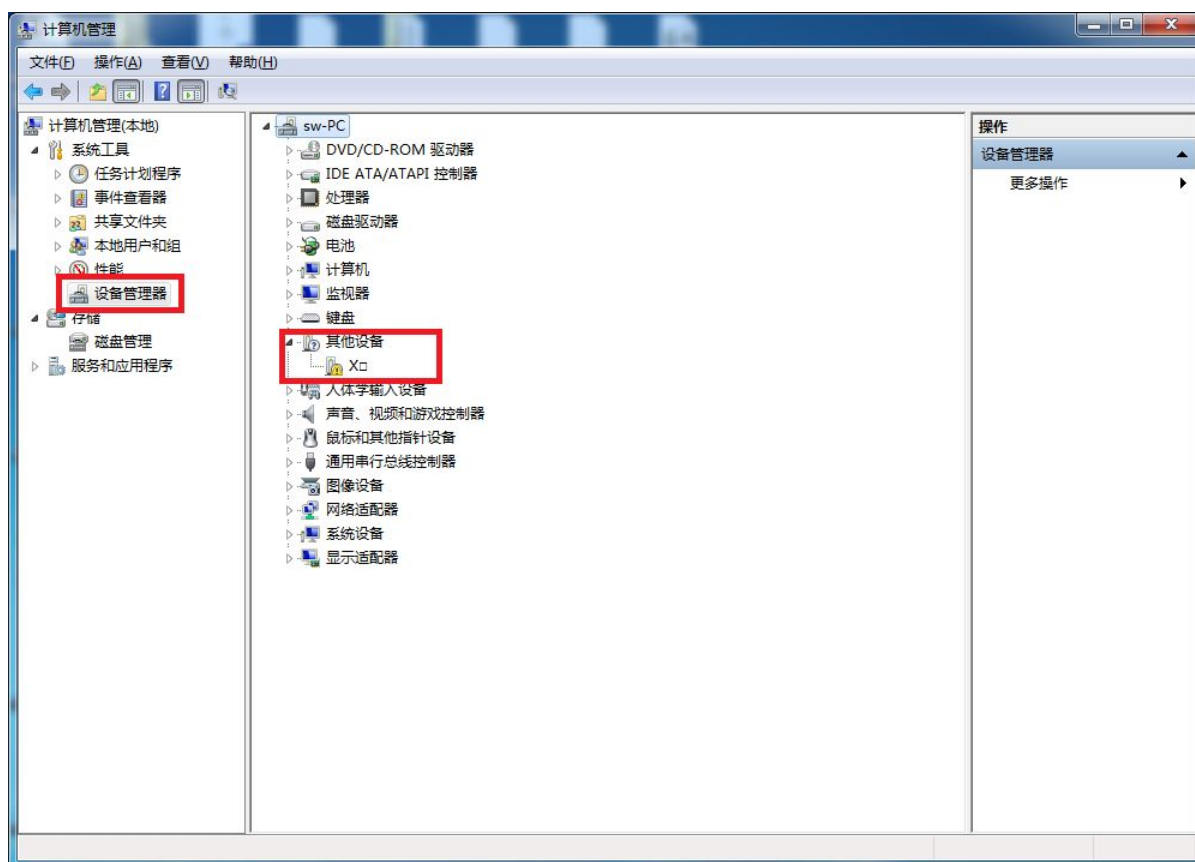 计算机管理
文件(F) 操作(A) 查看(V) 帮助(H)
计算机管理(本地)
系统工具
任务计划程序
事件查看器
共享文件夹
本地用户和组
性能
设备管理器
存储
磁盘管理
服务和应用程序
sw-PC
DVD/CD-ROM 驱动器
IDE ATA/ATAPI 控制器
处理器
磁盘驱动器
电池
计算机
监视器
键盘
其他设备
X□
人体学输入设备
声音、视频和游戏控制器
鼠标和其他指针设备
通用串行总线控制器
图像设备
网络适配器
系统设备
显示适配器
操作
设备管理器
更多操作